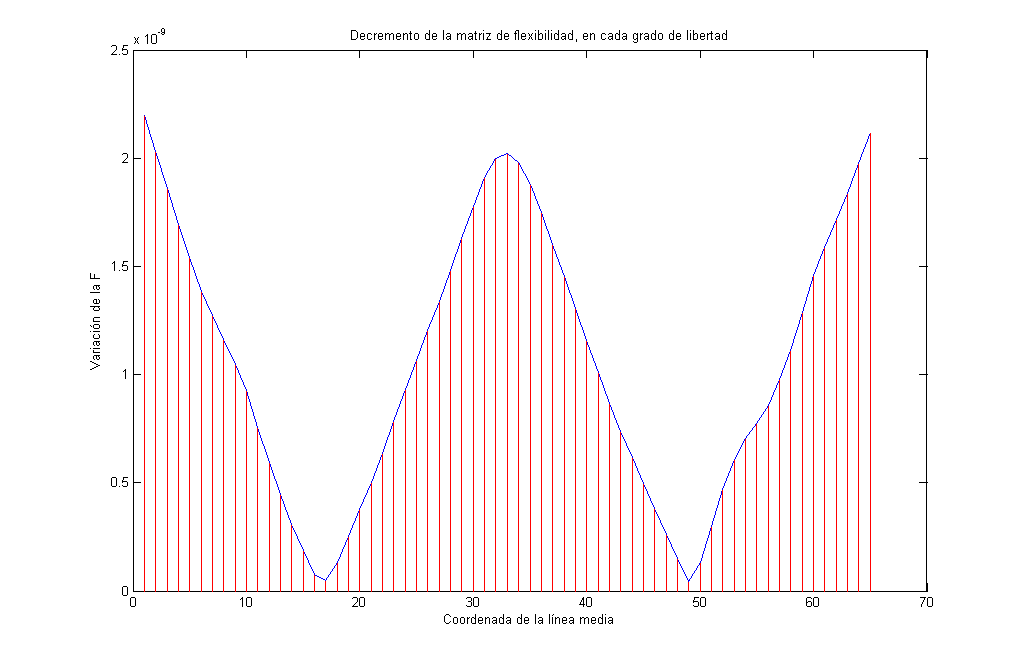 Decremento de la matriz de flexibilidad, en cada grado de libertad
x 10^-9
2.5
2
1.5
1
0.5
0
Variación de la F
0 10 20 30 40 50 60 70
Coordenada de la línea media